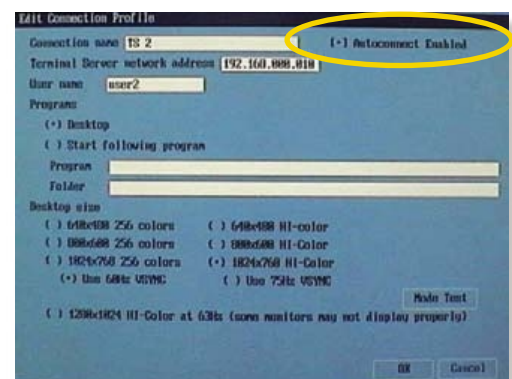 Edit Connection Profile
Connection name TS 2 [•] Autoconnect Enabled
Terminal Server network address 192.160.000.010
User name user2
Programs
(•) Desktop
( ) Start following program
Program
Folder
Desktop size
( ) 640x480 256 colors ( ) 640x480 HI-color
( ) 800x600 256 colors ( ) 800x600 HI-Color
( ) 1024x768 256 colors (•) 1024x768 HI-Color
(•) Use 60Hz VSYNC ( ) Use 75Hz VSYNC
Mode Test
( ) 1280x1024 HI-Color at 63Hz (some monitors may not display properly?)
OK Cancel